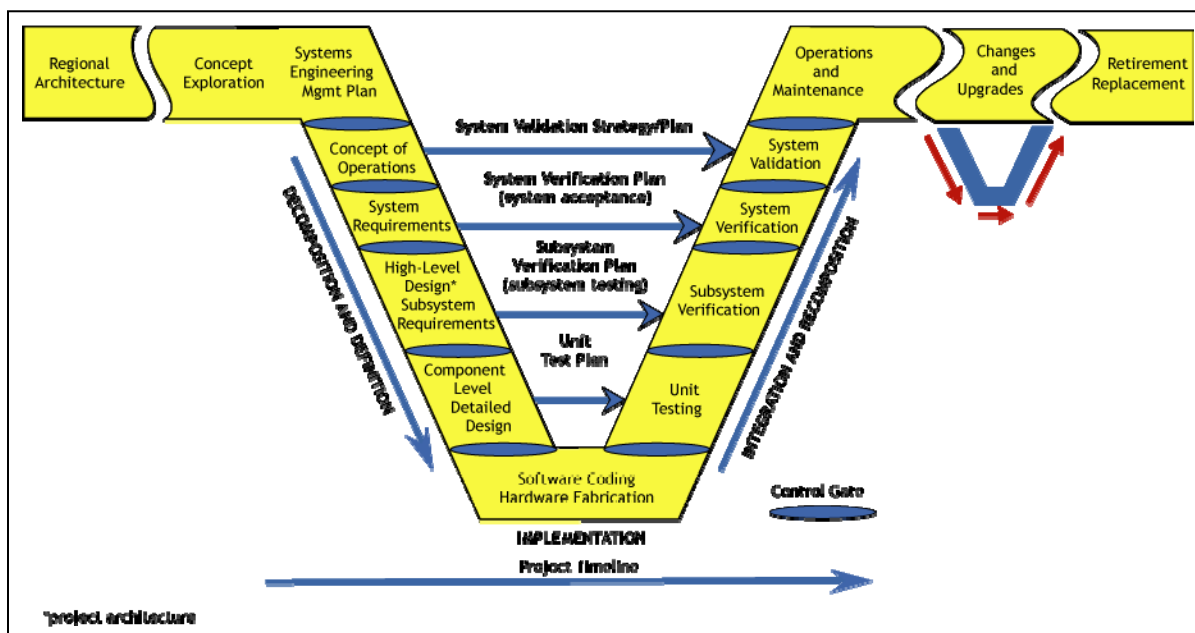 Regional
Architecture
Concept
Exploration
Systems
Engineering
Mgmt Plan
Operations
and
Maintenance
Changes
and
Upgrades
Retirement
Replacement
System Validation Strategy/Plan
Concept of
Operations
System
Validation
System Verification Plan
(system acceptance)
System
Requirements
System
Verification
Subsystem
Verification Plan
(subsystem testing)
High-Level
Design*
Subsystem
Requirements
Subsystem
Verification
Unit
Test Plan
Component
Level
Detailed
Design
Unit
Testing
DECOMPOSITION AND DEFINITION
INTEGRATION AND RECOMPOSITION
Software Coding
Hardware Fabrication
Control Gate
IMPLEMENTATION
Project Timeline
*project architecture